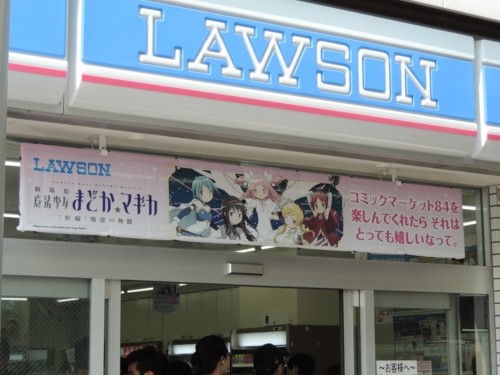 LAWSON
LAWSON
劇場版
魔法少女まどか★マギカ
[新編]叛逆の物語
コミックマーケット84を
楽しんでくれたら それは
とっても嬉しいなって。
～お客様へ～